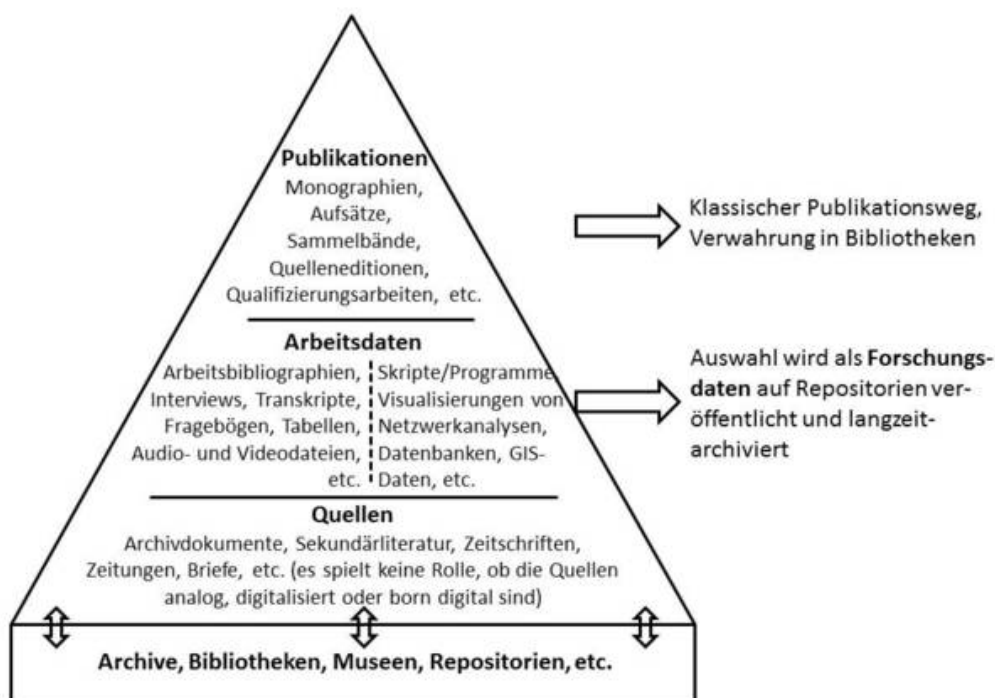 Publikationen
Monographien,
Aufsätze,
Sammelbände,
Quelleneditionen,
Qualifizierungsarbeiten, etc.
Klassischer Publikationsweg,
Verwahrung in Bibliotheken
Arbeitsdaten
Arbeitsbibliographien,
Interviews, Transkripte,
Fragebögen, Tabellen,
Audio- und Videodateien,
etc.
Skripte/Programme
Visualisierungen von
Netzwerkanalysen,
Datenbanken, GIS-
Daten, etc.
Auswahl wird als Forschungs-
daten auf Repositorien ver-
öffentlicht und langzeit-
archiviert
Quellen
Archivdokumente, Sekundärliteratur, Zeitschriften,
Zeitungen, Briefe, etc. (es spielt keine Rolle, ob die Quellen
analog, digitalisiert oder born digital sind)
Archive, Bibliotheken, Museen, Repositorien, etc.